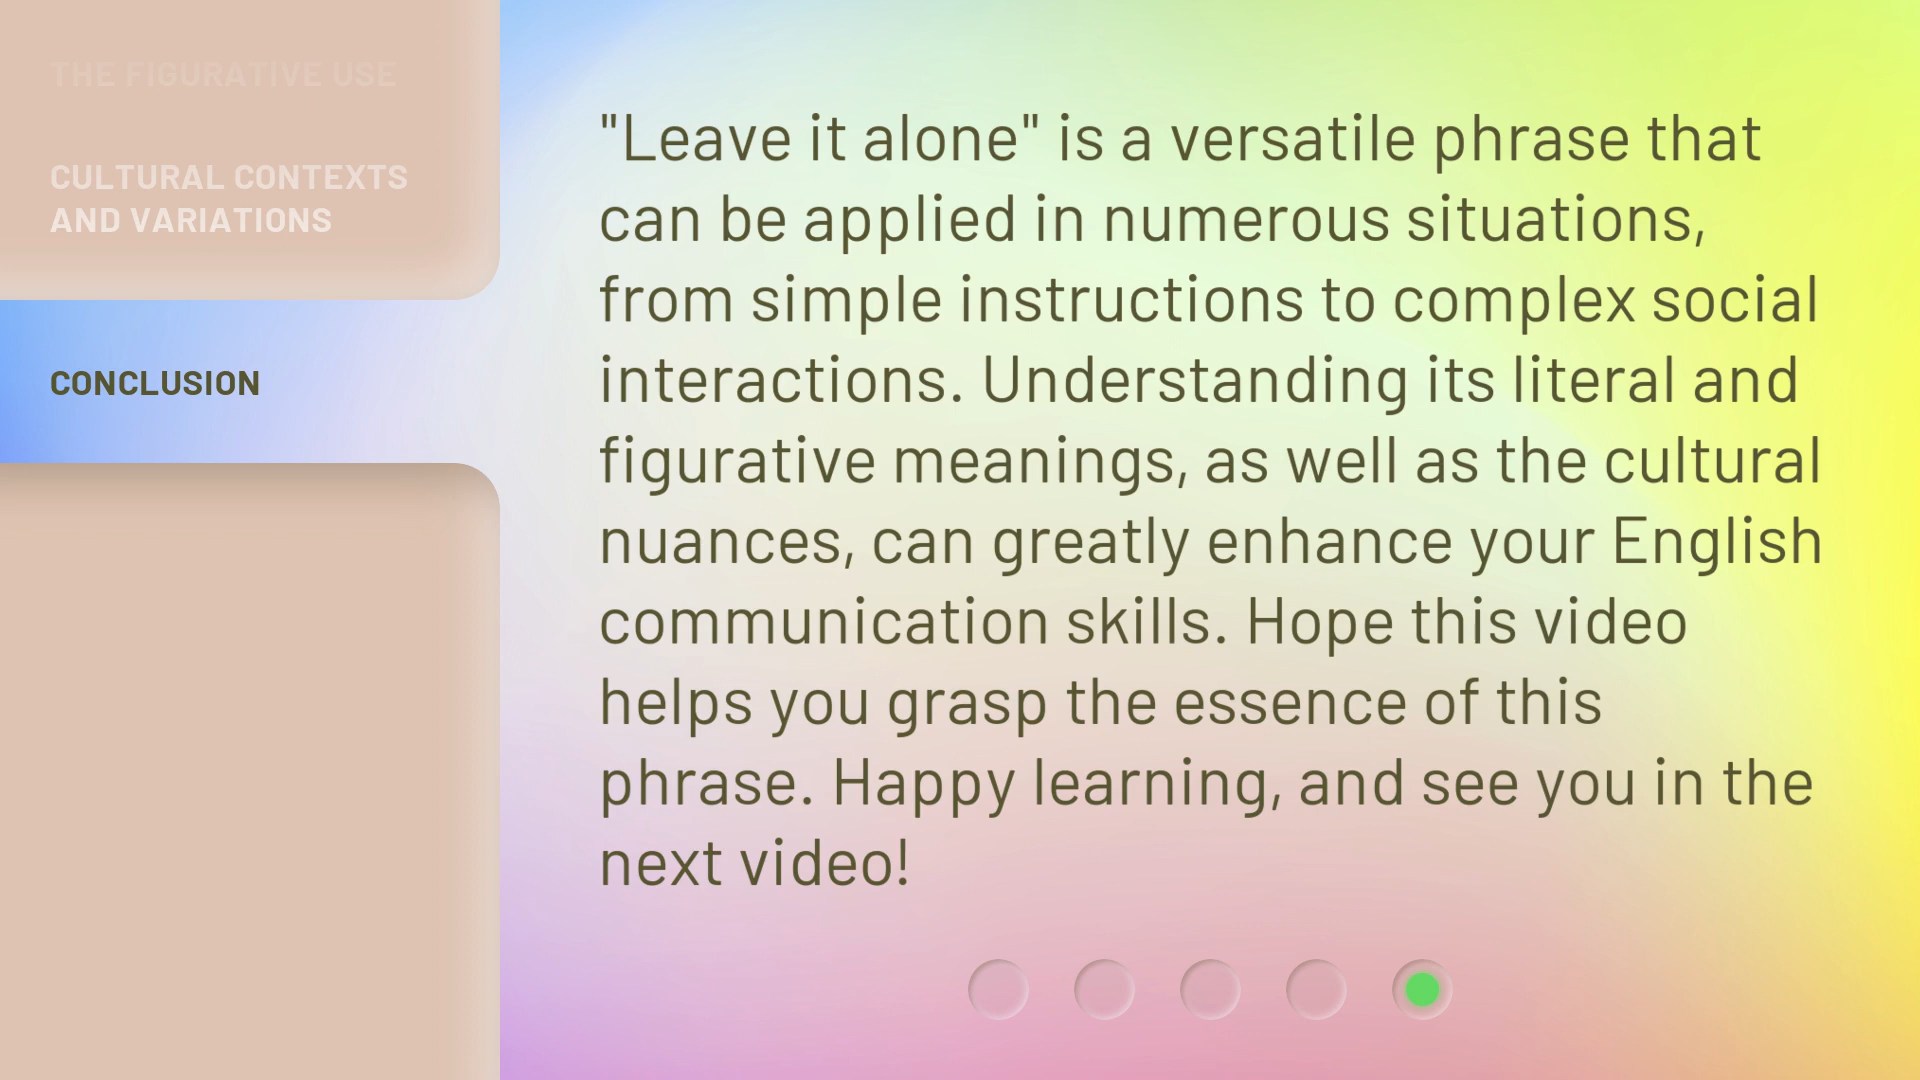 THE FIGURATIVE USE
CULTURAL CONTEXTS
AND VARIATIONS
CONCLUSION
"Leave it alone" is a versatile phrase that
can be applied in numerous situations,
from simple instructions to complex social
interactions. Understanding its literal and
figurative meanings, as well as the cultural
nuances, can greatly enhance your English
communication skills. Hope this video
helps you grasp the essence of this
phrase. Happy learning, and see you in the
next video!